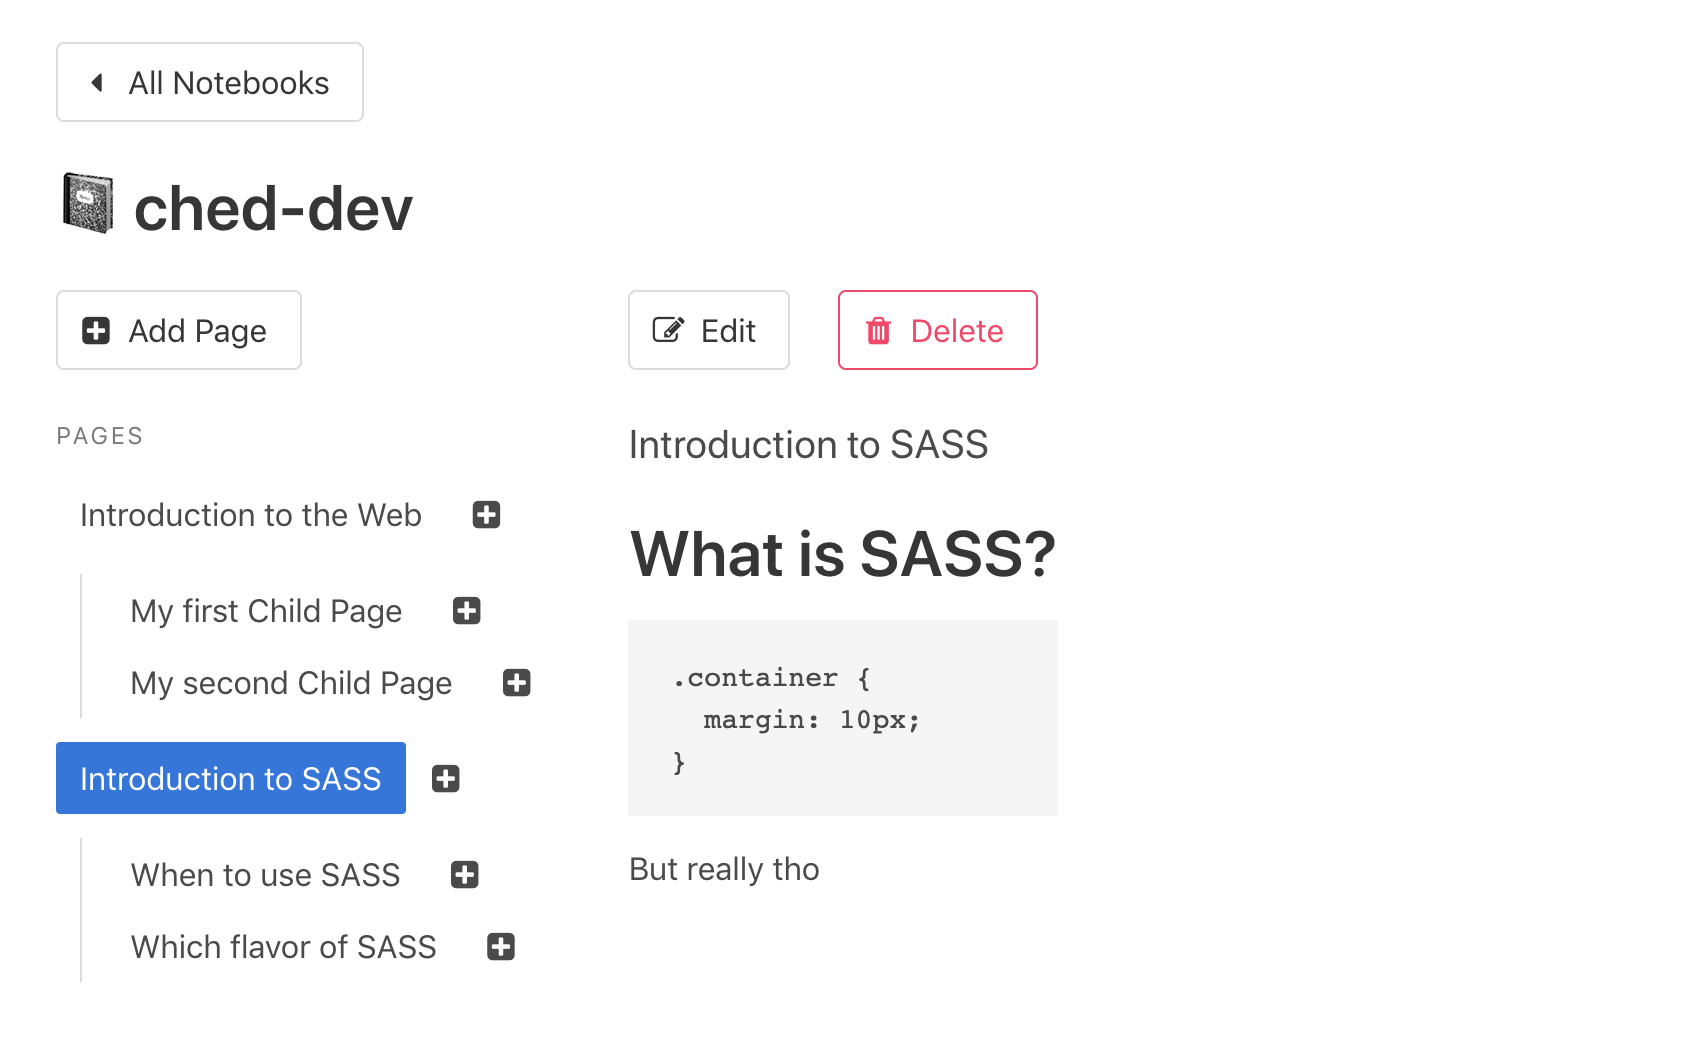 All Notebooks
ched-dev
Add Page
PAGES
Introduction to the Web
My first Child Page
My second Child Page
Introduction to SASS
When to use SASS
Which flavor of SASS
Edit
Delete
Introduction to SASS
What is SASS?
.container {
  margin: 10px;
}
But really tho